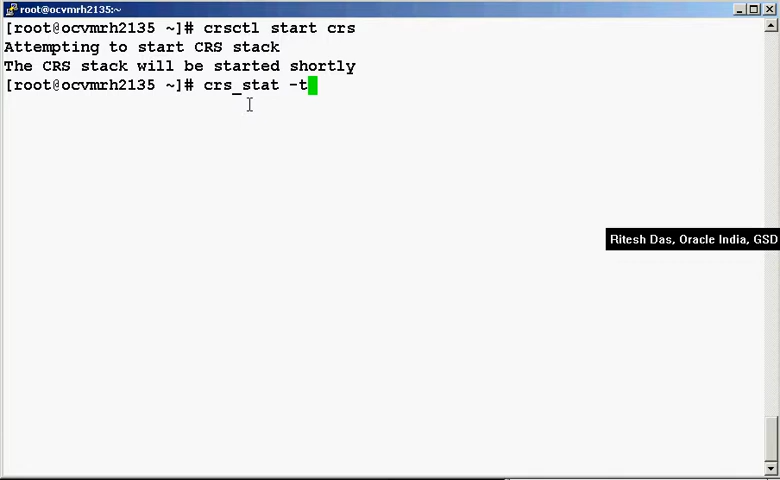 root@ocvmrh2135:~
[root@ocvmrh2135 ~]# crsctl start crs
Attempting to start CRS stack
The CRS stack will be started shortly
[root@ocvmrh2135 ~]# crs_stat -t
Ritesh Das, Oracle India, GSD